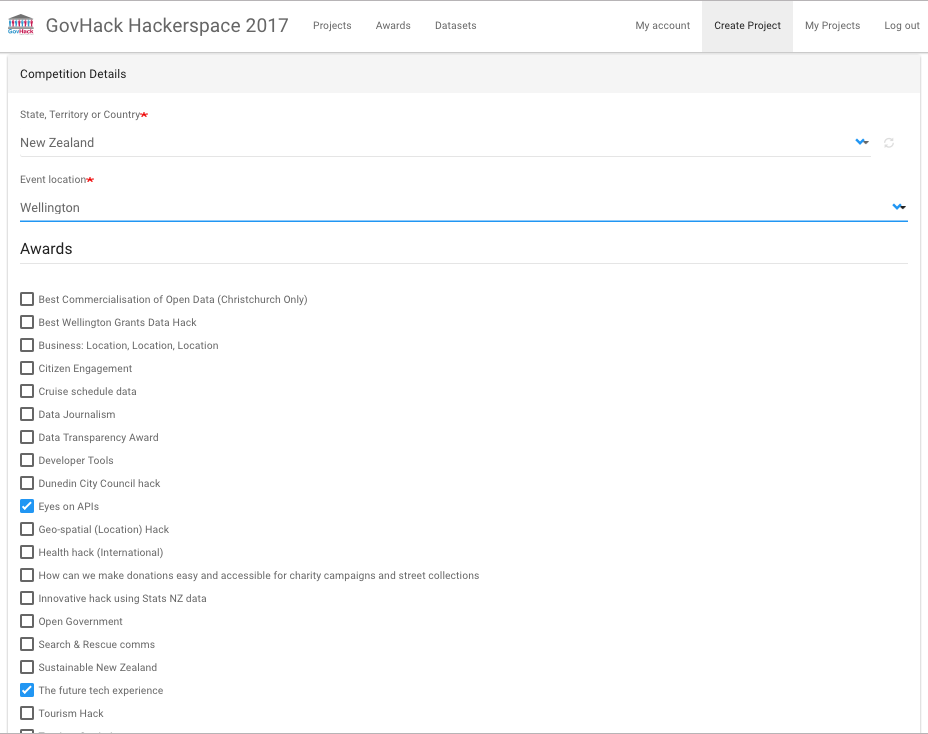 GovHack
GovHack Hackerspace 2017
Projects
Awards
Datasets
My account
Create Project
My Projects
Log out
Competition Details
State, Territory or Country*
New Zealand
Event location*
Wellington
Awards
Best Commercialisation of Open Data (Christchurch Only)
Best Wellington Grants Data Hack
Business: Location, Location, Location
Citizen Engagement
Cruise schedule data
Data Journalism
Data Transparency Award
Developer Tools
Dunedin City Council hack
Eyes on APIs
Geo-spatial (Location) Hack
Health hack (International)
How can we make donations easy and accessible for charity campaigns and street collections
Innovative hack using Stats NZ data
Open Government
Search & Rescue comms
Sustainable New Zealand
The future tech experience
Tourism Hack